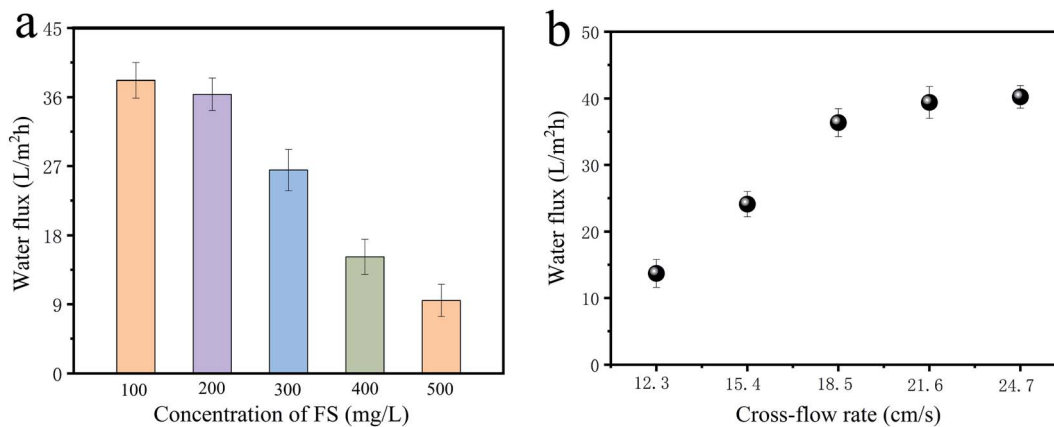 a
Water flux (L/m²h)
45
36
27
18
9
0
100 200 300 400 500
Concentration of FS (mg/L)
b
Water flux (L/m²h)
50
40
30
20
10
0
12.3 15.4 18.5 21.6 24.7
Cross-flow rate (cm/s)